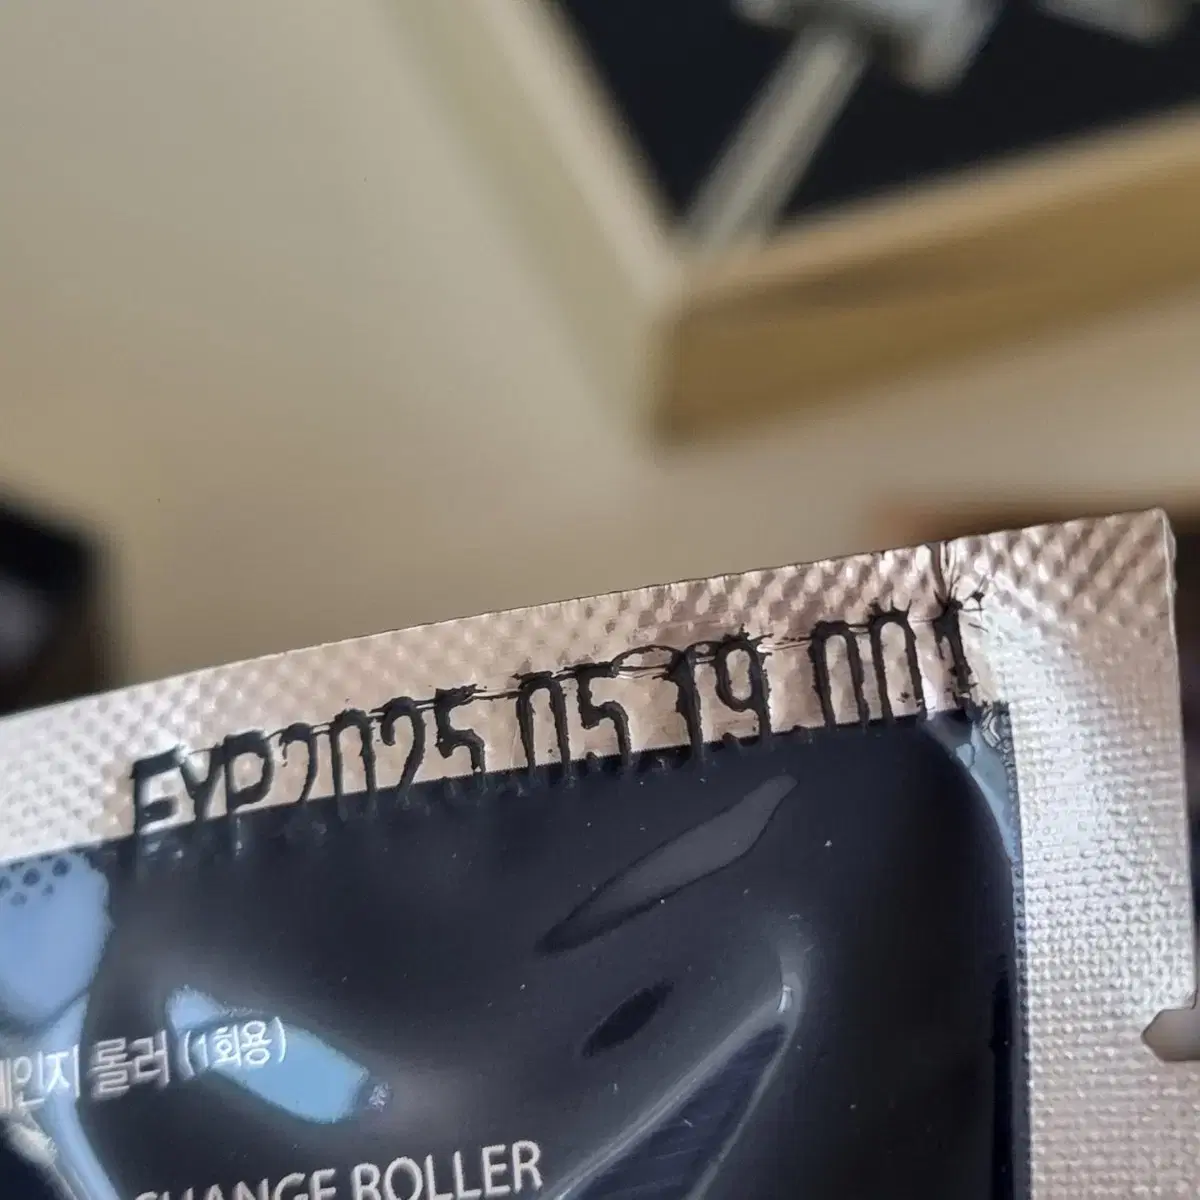 EXP2025.05.19.001
체인지 롤러 (1회용)
CHANGE ROLLER